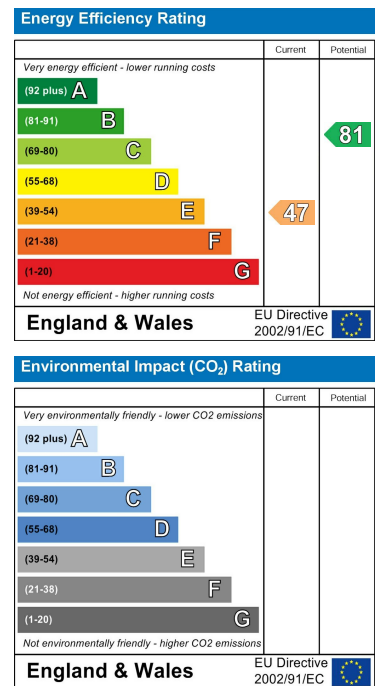 Energy Efficiency Rating
Current Potential
Very energy efficient - lower running costs
(92 plus) A
(81-91) B
81
(69-80) C
(55-68) D
(39-54) E
47
(21-38) F
(1-20) G
Not energy efficient - higher running costs
England & Wales
EU Directive
2002/91/EC
Environmental Impact (CO₂) Rating
Current Potential
Very environmentally friendly - lower CO2 emissions
(92 plus) A
(81-91) B
(69-80) C
(55-68) D
(39-54) E
(21-38) F
(1-20) G
Not environmentally friendly - higher CO2 emissions
England & Wales
EU Directive
2002/91/EC